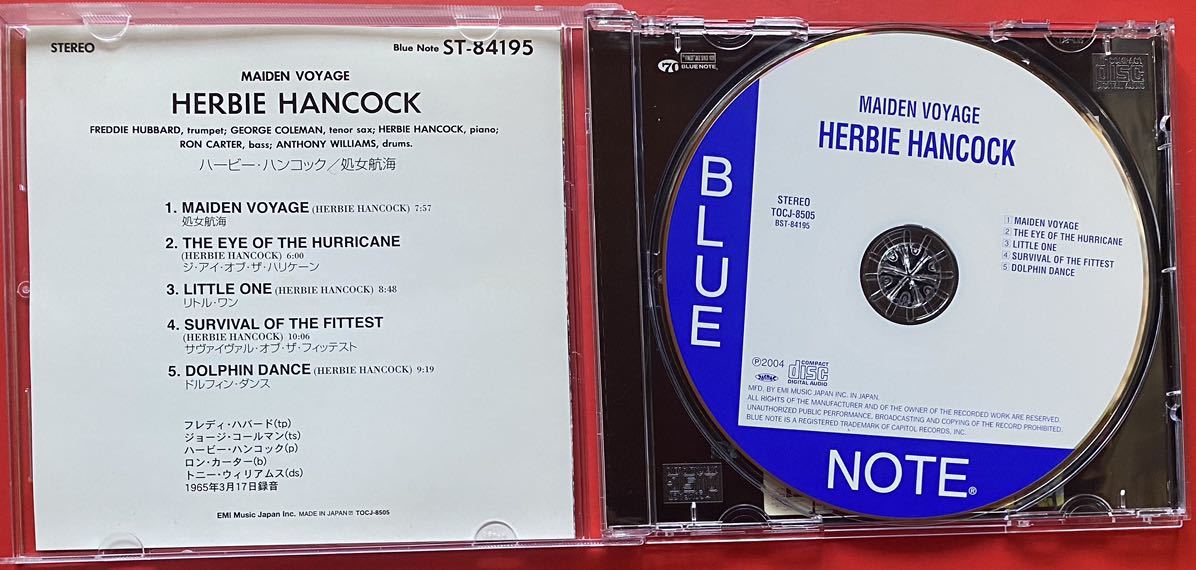 STEREO
Blue Note ST-84195
MAIDEN VOYAGE
HERBIE HANCOCK
FREDDIE HUBBARD, trumpet; GEORGE COLEMAN, tenor sax; HERBIE HANCOCK, piano;
RON CARTER, bass; ANTHONY WILLIAMS, drums.
ハービー・ハンコック／処女航海
1. MAIDEN VOYAGE (HERBIE HANCOCK) 7:57
処女航海
2. THE EYE OF THE HURRICANE
(HERBIE HANCOCK) 6:00
ジ・アイ・オブ・ザ・ハリケーン
3. LITTLE ONE (HERBIE HANCOCK) 8:48
リトル・ワン
4. SURVIVAL OF THE FITTEST
(HERBIE HANCOCK) 10:06
サヴァイヴァル・オブ・ザ・フィッテスト
5. DOLPHIN DANCE (HERBIE HANCOCK) 9:19
ドルフィン・ダンス
フレディ・ハバード(tp)
ジョージ・コールマン(ts)
ハービー・ハンコック(p)
ロン・カーター(b)
トニー・ウィリアムス(ds)
1965年3月17日録音
EMI Music Japan Inc. MADE IN JAPAN ℗ TOCJ-8505
70
BLUE NOTE
COMPACT
disc
DIGITAL AUDIO
MAIDEN VOYAGE
HERBIE HANCOCK
STEREO
TOCJ-8505
BST-84195
1 MAIDEN VOYAGE
2 THE EYE OF THE HURRICANE
3 LITTLE ONE
4 SURVIVAL OF THE FITTEST
5 DOLPHIN DANCE
BLUE
℗2004
COMPACT
disc
DIGITAL AUDIO
MFD. BY EMI MUSIC JAPAN INC. IN JAPAN.
ALL RIGHTS OF THE MANUFACTURER AND OF THE OWNER OF THE RECORDED WORK ARE RESERVED.
UNAUTHORIZED PUBLIC PERFORMANCE, BROADCASTING AND COPYING OF THE RECORD PROHIBITED.
BLUE NOTE IS A REGISTERED TRADEMARK OF CAPITOL RECORDS, INC.
NOTE®